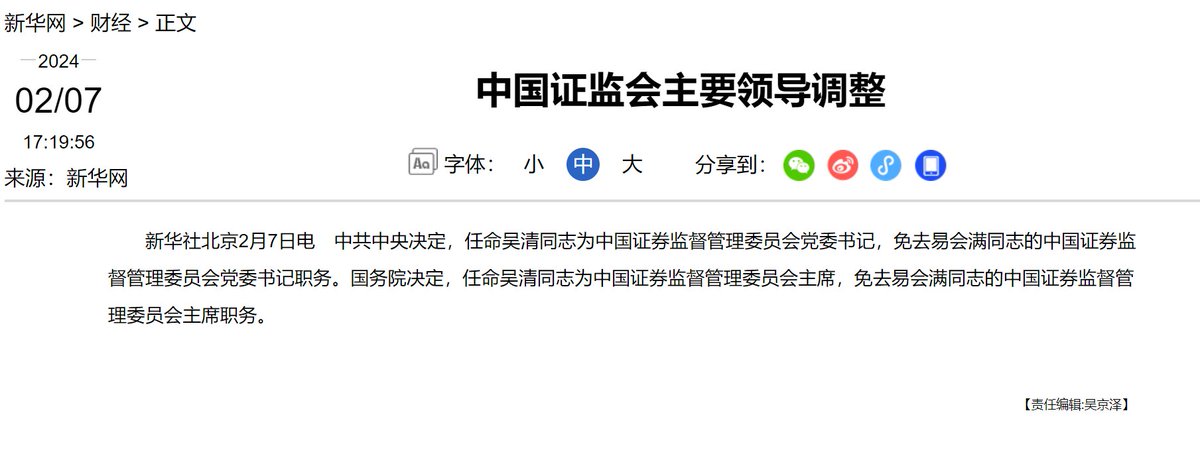 新华网 > 财经 > 正文
2024
02/07
17:19:56
来源：新华网
中国证监会主要领导调整
Aa 字体： 小 中 大 分享到：
新华社北京2月7日电　中共中央决定，任命吴清同志为中国证券监督管理委员会党委书记，免去易会满同志的中国证券监
督管理委员会党委书记职务。国务院决定，任命吴清同志为中国证券监督管理委员会主席，免去易会满同志的中国证券监督管
理委员会主席职务。
【责任编辑:吴京泽】